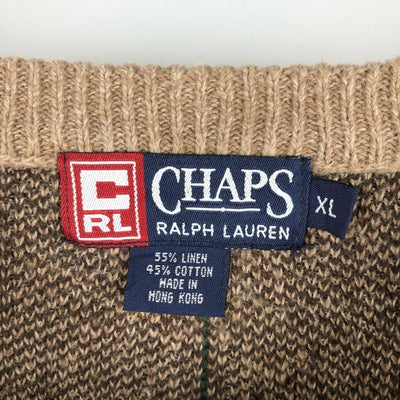 C
RL
CHAPS
RALPH LAUREN
XL
55% LINEN
45% COTTON
MADE IN
HONG KONG